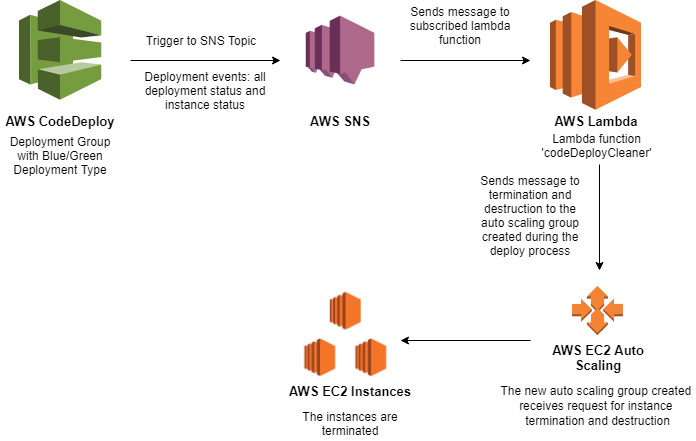 Trigger to SNS Topic
Deployment events: all
deployment status and
instance status
Sends message to
subscribed lambda
function
AWS CodeDeploy
Deployment Group
with Blue/Green
Deployment Type
AWS SNS
AWS Lambda
Lambda function
'codeDeployCleaner'
Sends message to
termination and
destruction to the
auto scaling group
created during the
deploy process
AWS EC2 Auto
Scaling
The new auto scaling group created
receives request for instance
termination and destruction
AWS EC2 Instances
The instances are
terminated